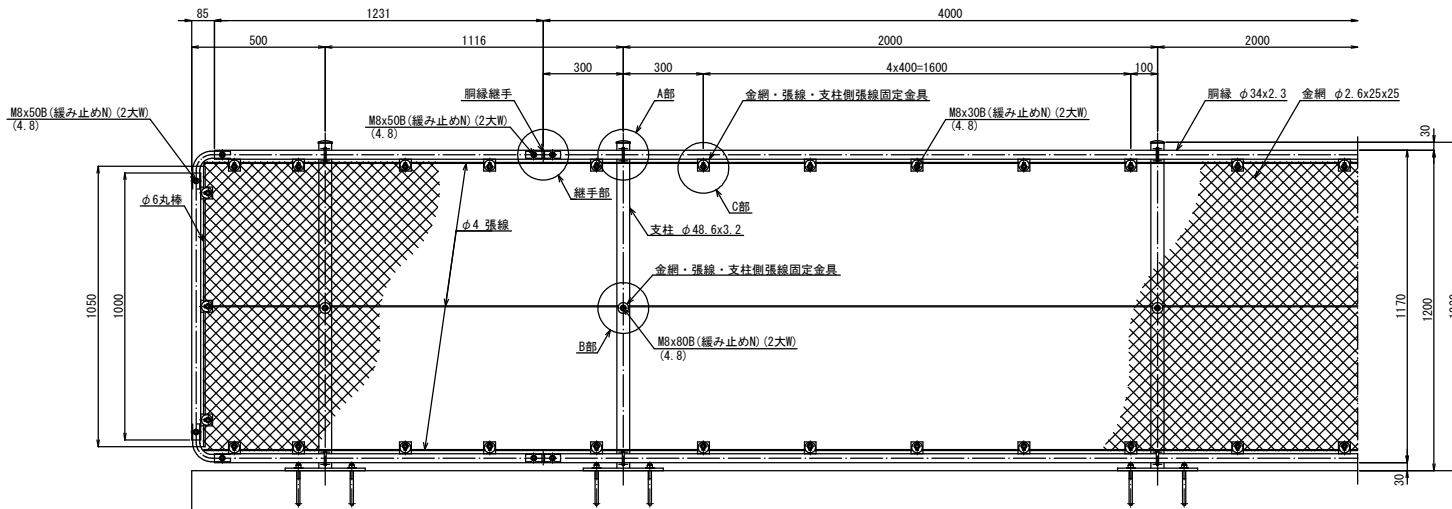 85
1231
4000
500
1116
2000
2000
300
300
4x400=1600
100
胴縁継手
A部
金網・張線・支柱側張線固定金具
胴縁 φ34x2.3
金網 φ2.6x25x25
M8x50B(緩み止めN)(2大W)
(4.8)
M8x50B(緩み止めN)(2大W)
(4.8)
M8x30B(緩み止めN)(2大W)
(4.8)
30
継手部
C部
φ6丸棒
φ4 張線
支柱 φ48.6x3.2
金網・張線・支柱側張線固定金具
1050
1000
1170
1200
B部
M8x80B(緩み止めN)(2大W)
(4.8)
30